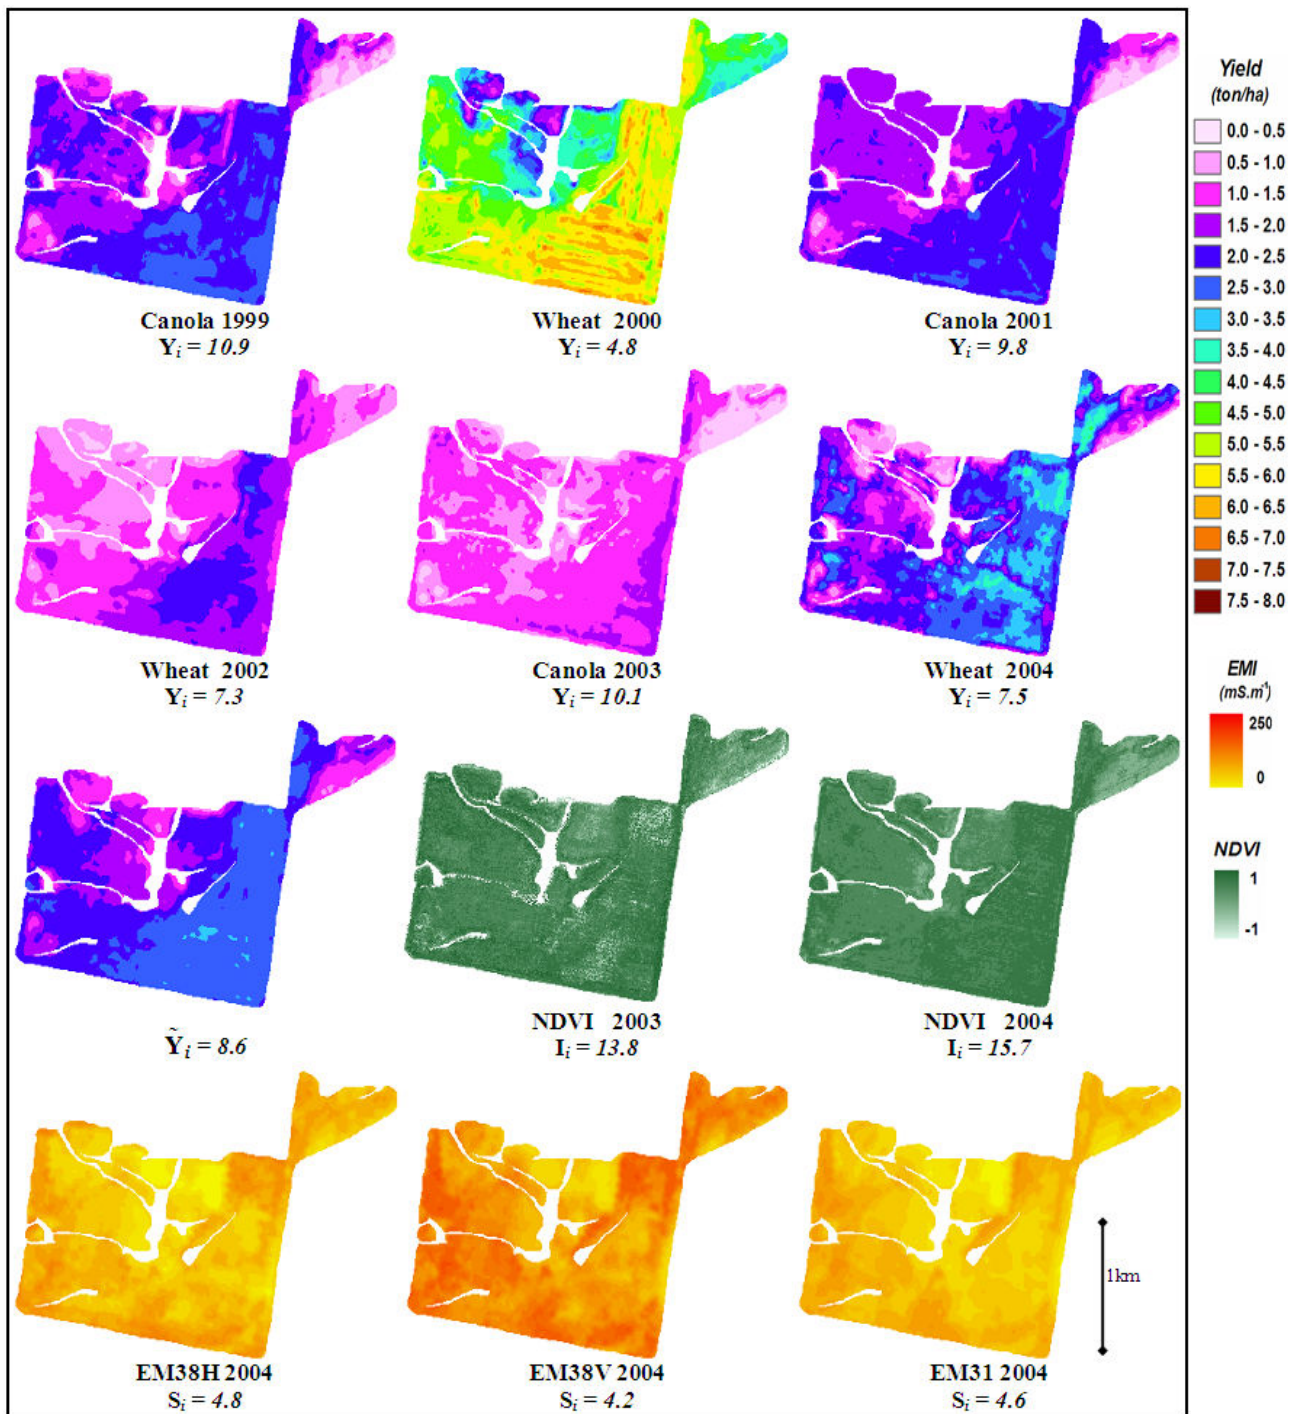 Canola 1999
Yi = 10.9
Wheat 2000
Yi = 4.8
Canola 2001
Yi = 9.8
Wheat 2002
Yi = 7.3
Canola 2003
Yi = 10.1
Wheat 2004
Yi = 7.5
Ỹi = 8.6
NDVI 2003
Ii = 13.8
NDVI 2004
Ii = 15.7
EM38H 2004
Si = 4.8
EM38V 2004
Si = 4.2
EM31 2004
Si = 4.6
1km
Yield
(ton/ha)
0.0 - 0.5
0.5 - 1.0
1.0 - 1.5
1.5 - 2.0
2.0 - 2.5
2.5 - 3.0
3.0 - 3.5
3.5 - 4.0
4.0 - 4.5
4.5 - 5.0
5.0 - 5.5
5.5 - 6.0
6.0 - 6.5
6.5 - 7.0
7.0 - 7.5
7.5 - 8.0
EMI
(mS.m⁻¹)
250
0
NDVI
1
-1